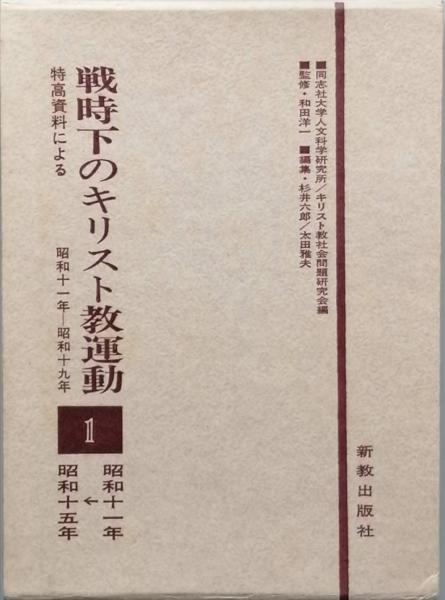 ■同志社大学人文科学研究所/キリスト教社会問題研究会編
■監修・和田洋一 ■編集・杉井六郎/太田雅夫
戦時下のキリスト教運動
特高資料による
昭和十一年―昭和十九年
1
昭和十一年
↓
昭和十五年
新教出版社